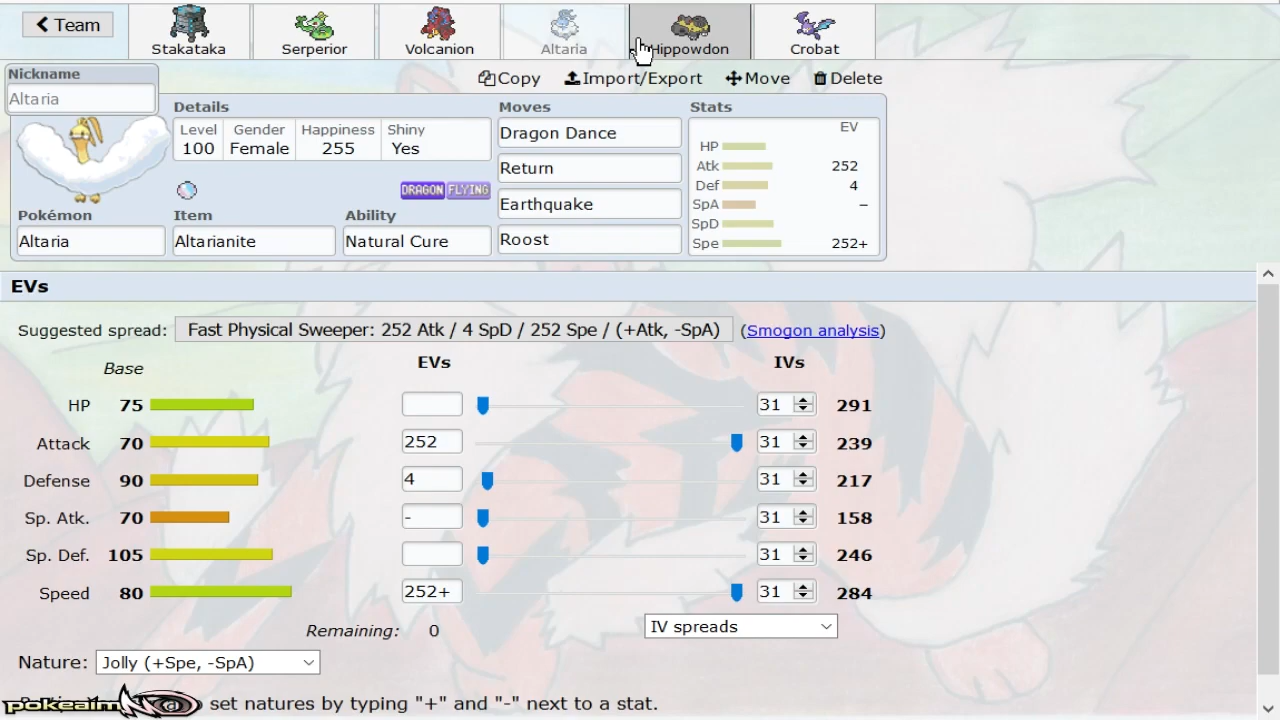 Team
Stakataka
Serperior
Volcanion
Altaria
Hippowdon
Crobat
Nickname
Altaria
Copy
Import/Export
Move
Delete
Details
Moves
Stats
Level Gender Happiness Shiny
100 Female 255 Yes
DRAGON FLYING
Pokémon Item Ability
Altaria Altarianite Natural Cure
Dragon Dance
Return
Earthquake
Roost
EV
HP
Atk 252
Def 4
SpA –
SpD
Spe 252+
EVs
Suggested spread: Fast Physical Sweeper: 252 Atk / 4 SpD / 252 Spe / (+Atk, -SpA) (Smogon analysis)
Base EVs IVs
HP 75 31 291
Attack 70 252 31 239
Defense 90 4 31 217
Sp. Atk. 70 - 31 158
Sp. Def. 105 31 246
Speed 80 252+ 31 284
Remaining: 0
IV spreads
Nature: Jolly (+Spe, -SpA)
pokeaim
set natures by typing "+" and "-" next to a stat.